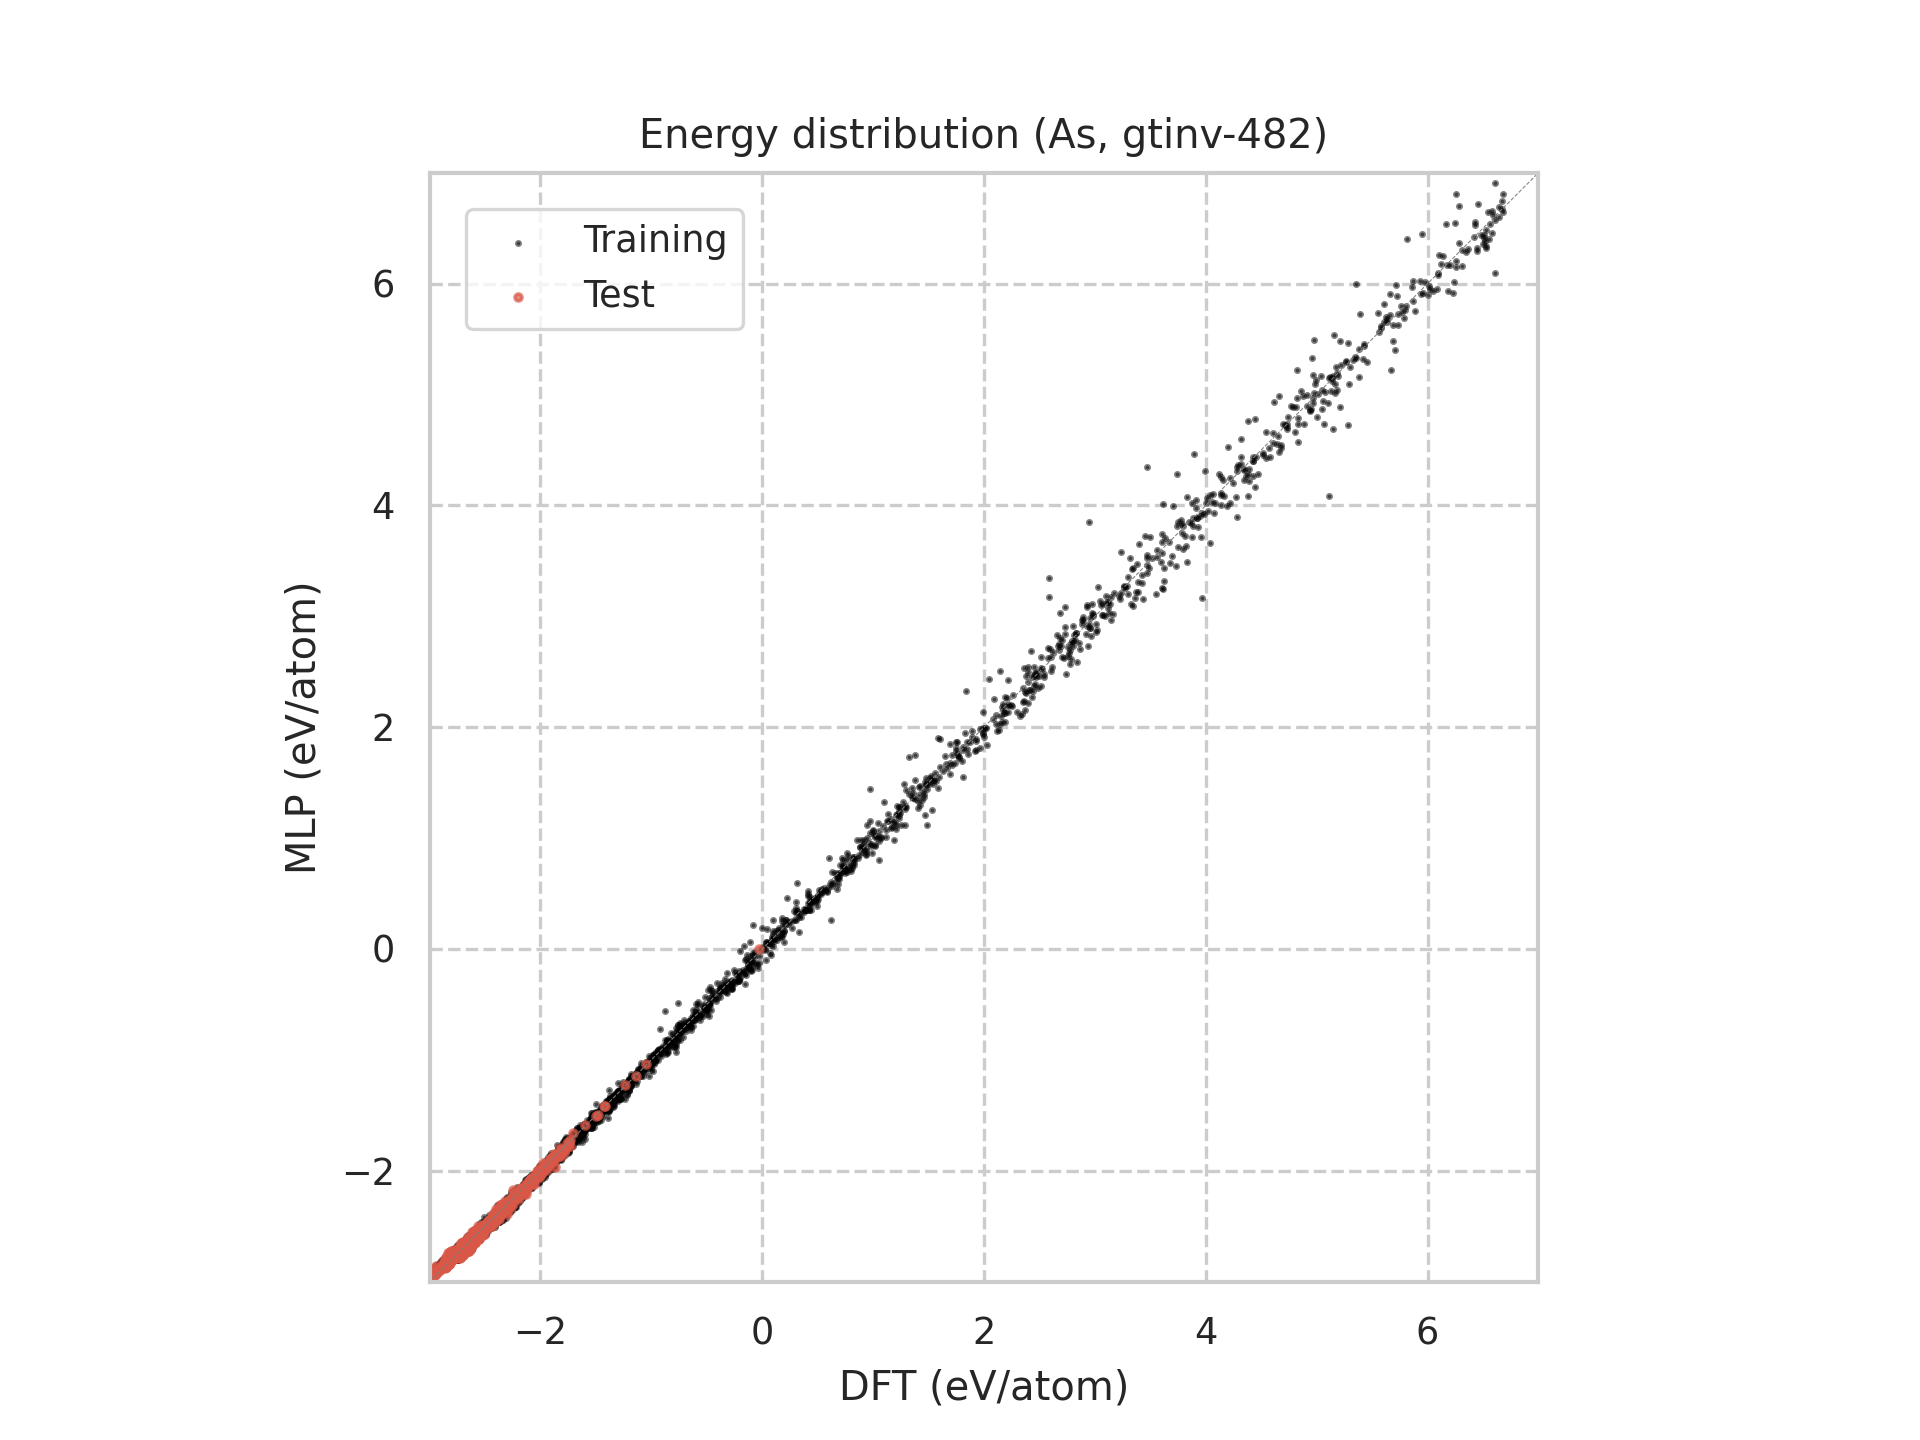 Energy distribution (As, gtinv-482)
Training
Test
6
4
2
0
−2
MLP (eV/atom)
−2 0 2 4 6
DFT (eV/atom)